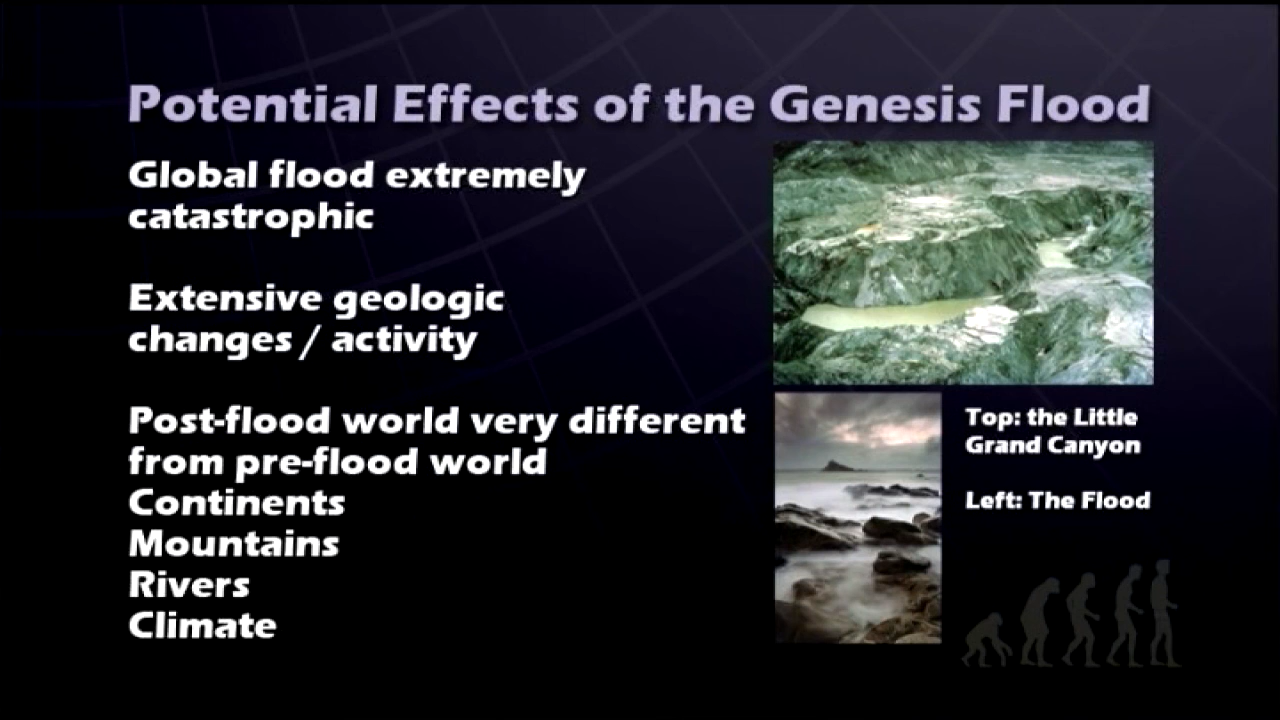 Potential Effects of the Genesis Flood
Global flood extremely
catastrophic
Extensive geologic
changes / activity
Post-flood world very different
from pre-flood world
Continents
Mountains
Rivers
Climate
Top: the Little
Grand Canyon
Left: The Flood